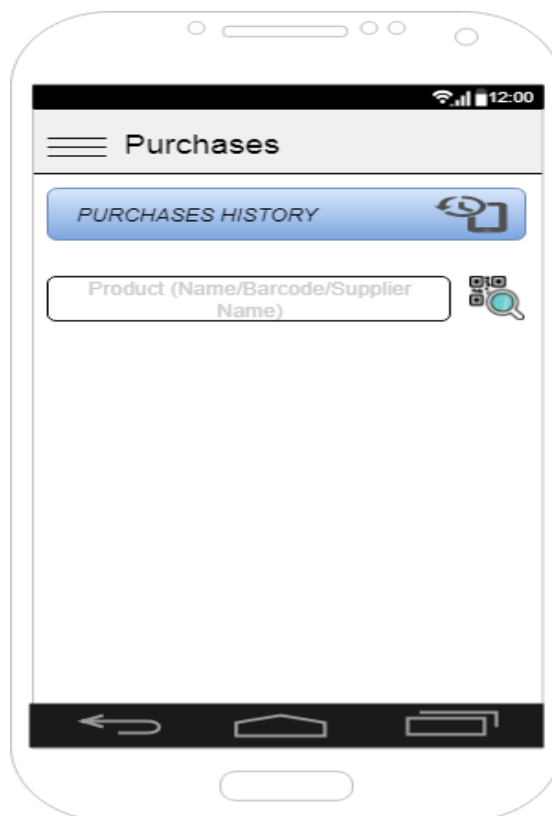 12:00
Purchases
PURCHASES HISTORY
Product (Name/Barcode/Supplier
Name)